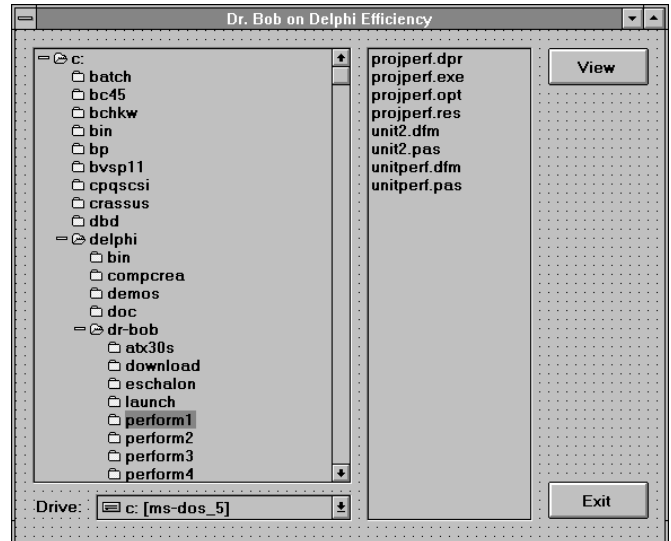 Dr. Bob on Delphi Efficiency
c:
batch
bc45
bchkw
bin
bp
bvsp11
cpqscsi
crassus
dbd
delphi
bin
compcrea
demos
doc
dr-bob
atx30s
download
eschalon
launch
perform1
perform2
perform3
perform4
projperf.dpr
projperf.exe
projperf.opt
projperf.res
unit2.dfm
unit2.pas
unitperf.dfm
unitperf.pas
View
Drive: c: [ms-dos_5]
Exit